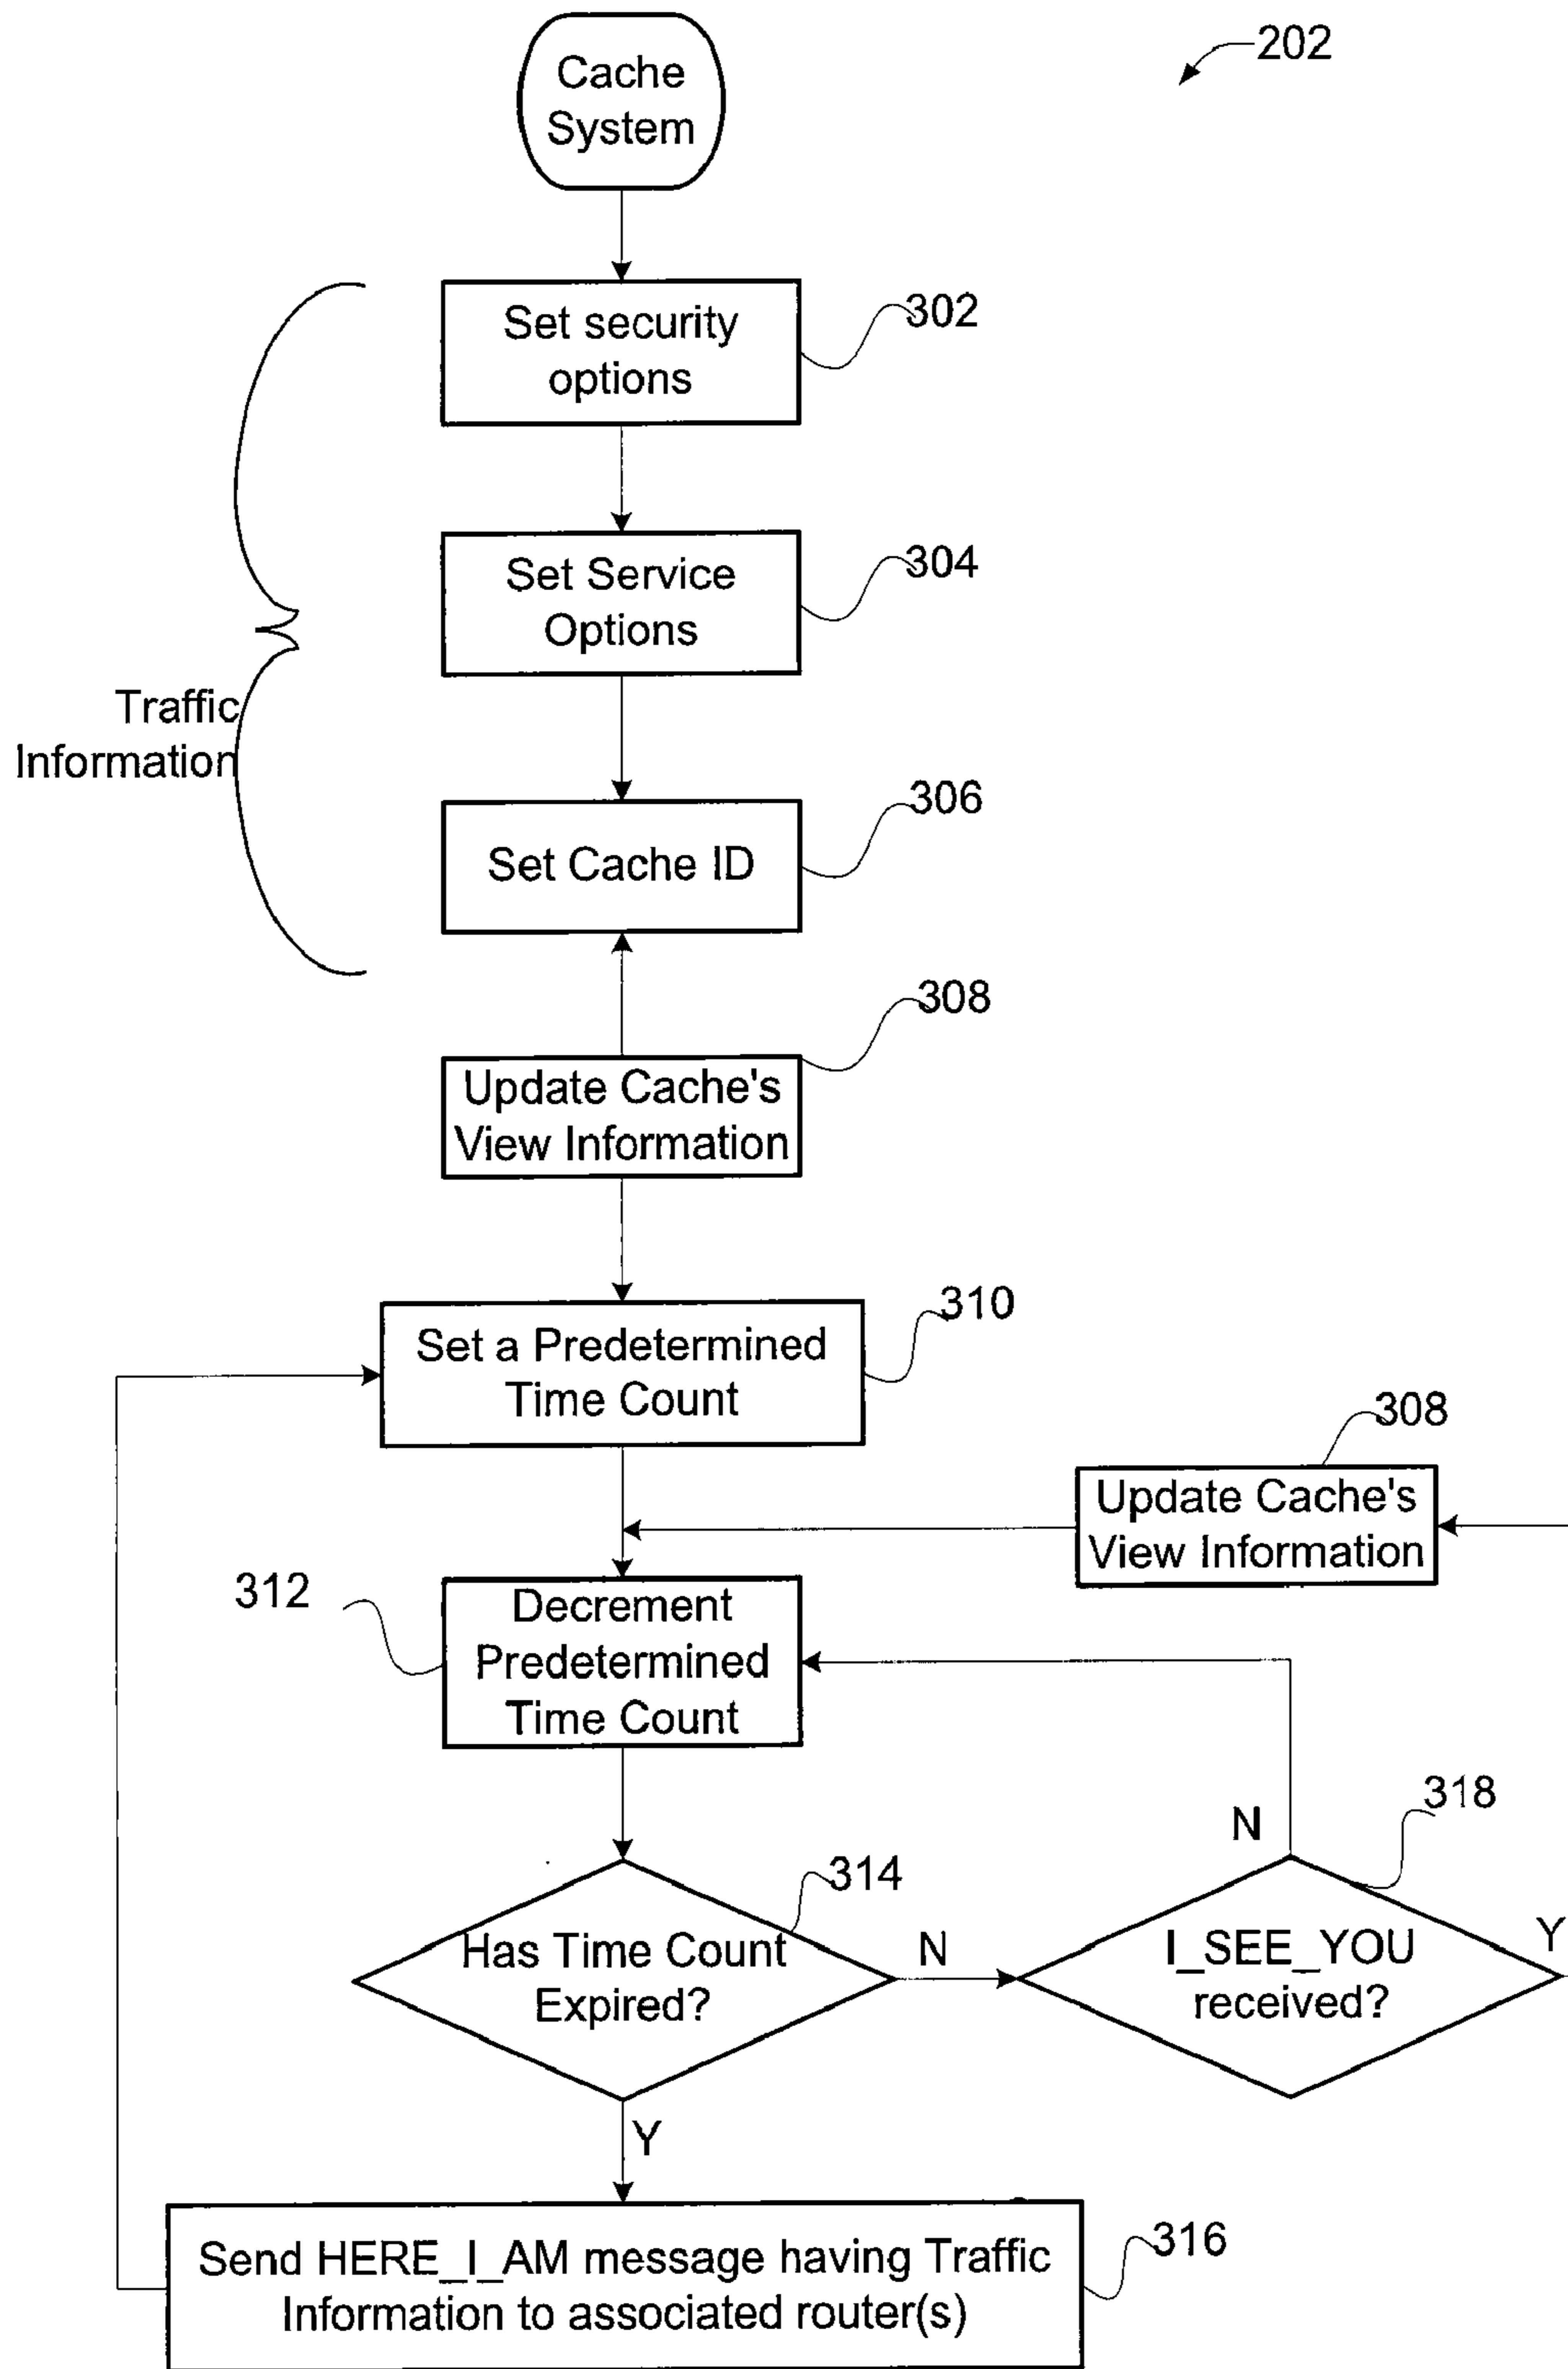 202
Cache
System
Set security
options
302
Set Service
Options
304
Traffic
Information
Set Cache ID
306
308
Update Cache's
View Information
310
Set a Predetermined
Time Count
308
Update Cache's
View Information
312
Decrement
Predetermined
Time Count
318
N
314
Has Time Count
Expired?
N
I_SEE_YOU
received?
Y
Y
Send HERE_I_AM message having Traffic
Information to associated router(s)
316